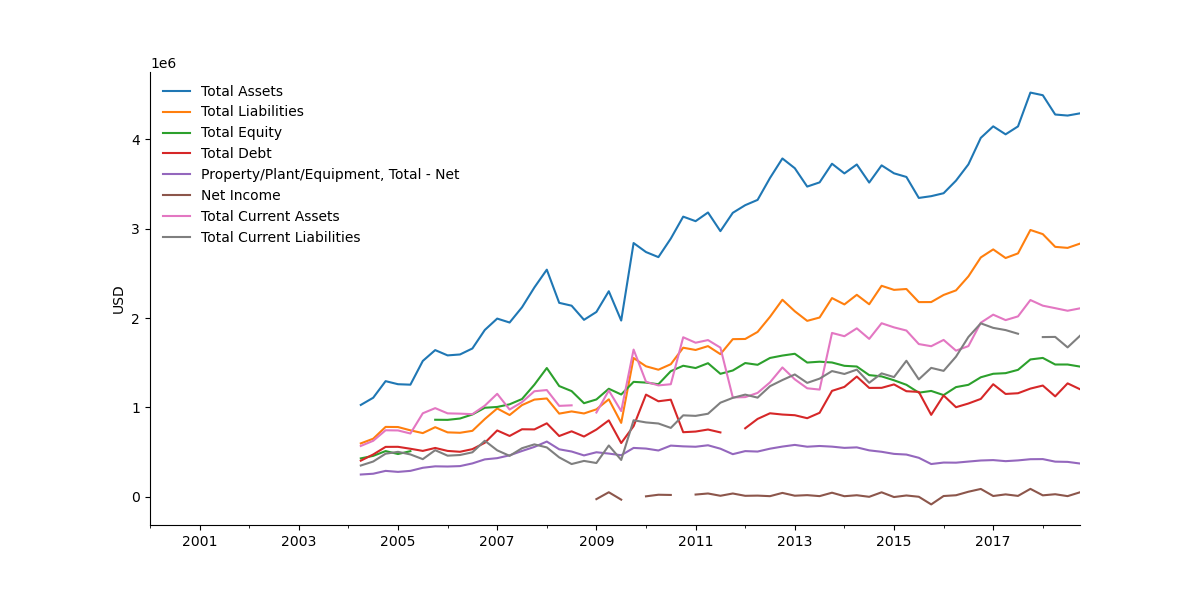 1e6
Total Assets
Total Liabilities
Total Equity
Total Debt
Property/Plant/Equipment, Total - Net
Net Income
Total Current Assets
Total Current Liabilities
USD
4
3
2
1
0
2001 2003 2005 2007 2009 2011 2013 2015 2017